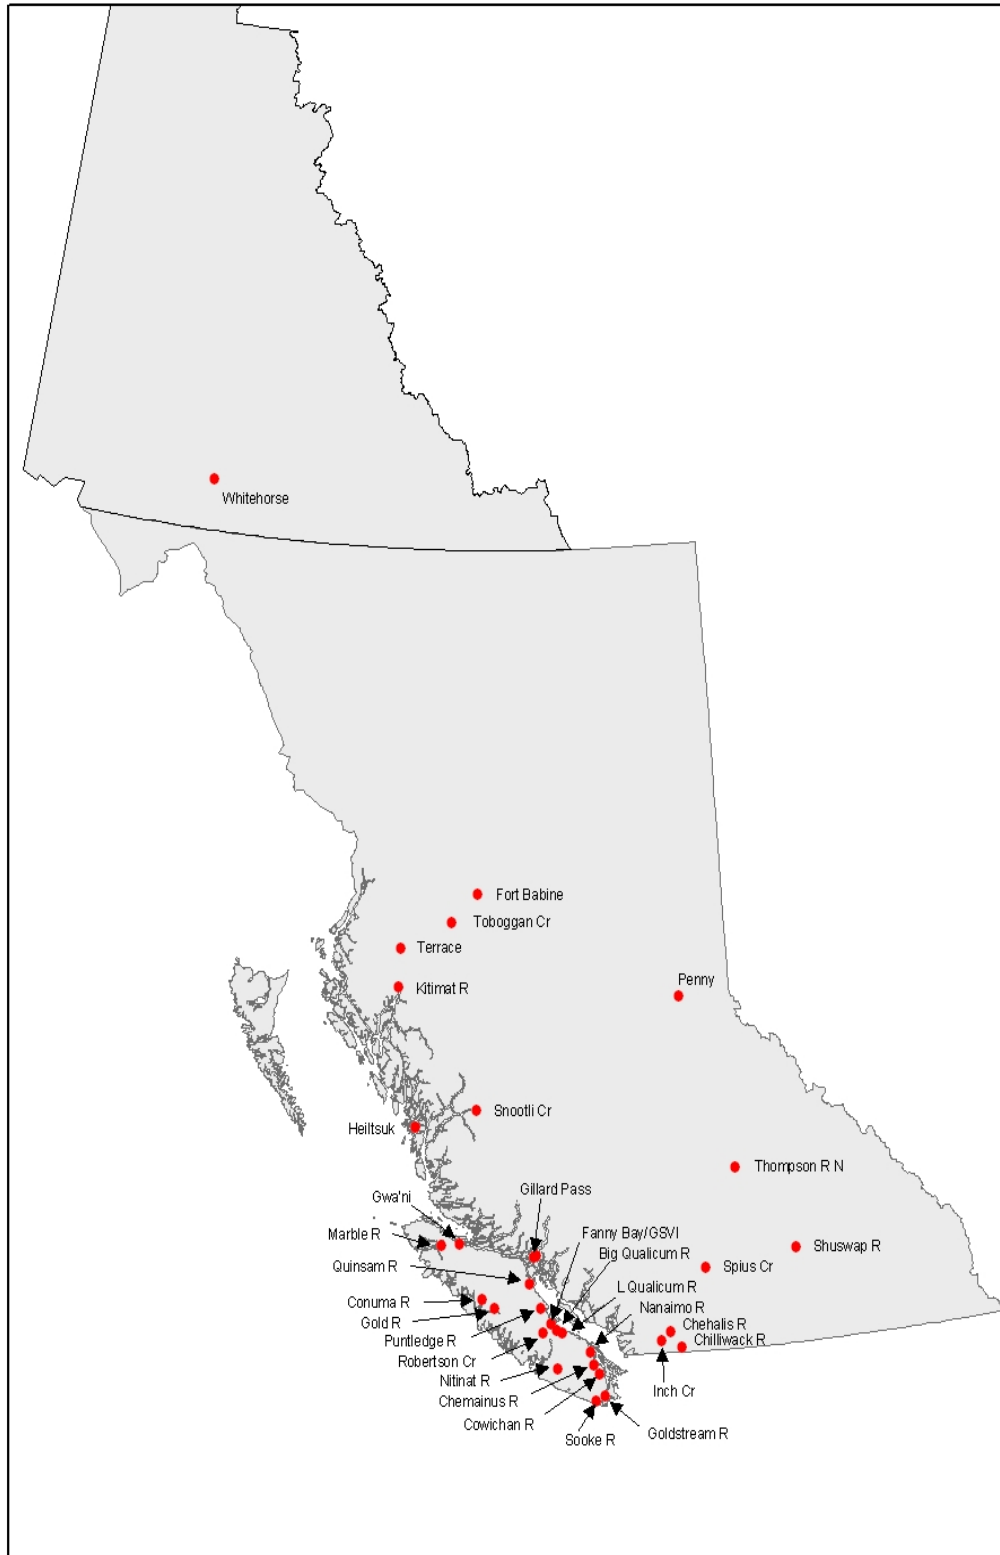 Whitehorse
Fort Babine
Toboggan Cr
Terrace
Kitimat R
Penny
Snootli Cr
Heiltsuk
Thompson R N
Gillard Pass
Gwa'ni
Marble R
Fanny Bay/GSVI
Big Qualicum R
Shuswap R
Quinsam R
Spius Cr
L Qualicum R
Conuma R
Nanaimo R
Gold R
Chehalis R
Puntledge R
Chilliwack R
Robertson Cr
Nitinat R
Inch Cr
Chemainus R
Cowichan R
Goldstream R
Sooke R